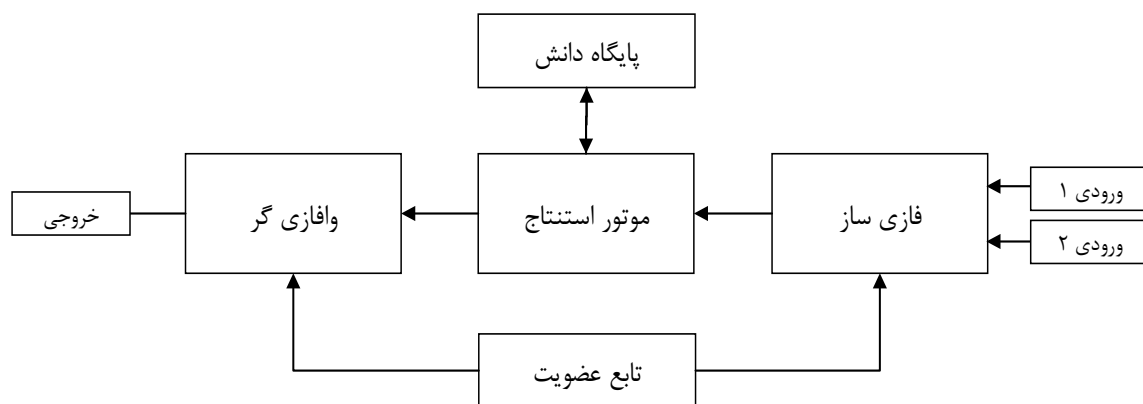 پایگاه دانش
ورودی ۱
فازی ساز
موتور استنتاج
وافازی گر
خروجی
ورودی ۲
تابع عضویت